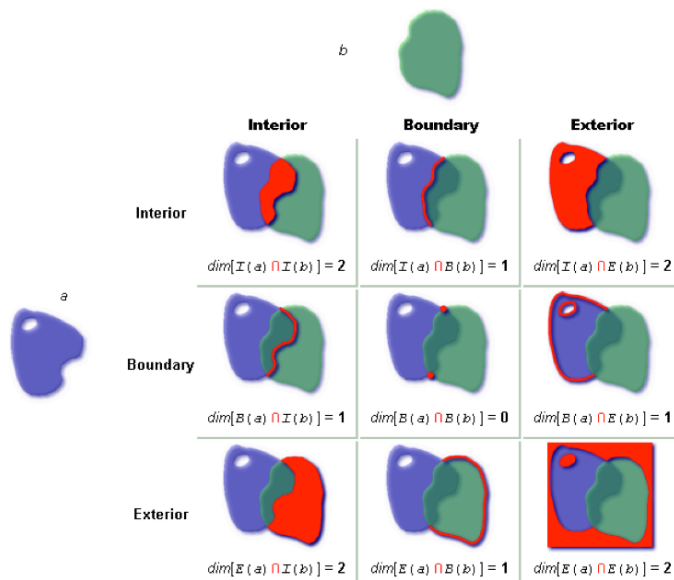 b
Interior Boundary Exterior
Interior
dim[I(a) ∩ I(b)] = 2 dim[I(a) ∩ B(b)] = 1 dim[I(a) ∩ E(b)] = 2
a
Boundary
dim[B(a) ∩ I(b)] = 1 dim[B(a) ∩ B(b)] = 0 dim[B(a) ∩ E(b)] = 1
Exterior
dim[E(a) ∩ I(b)] = 2 dim[E(a) ∩ B(b)] = 1 dim[E(a) ∩ E(b)] = 2